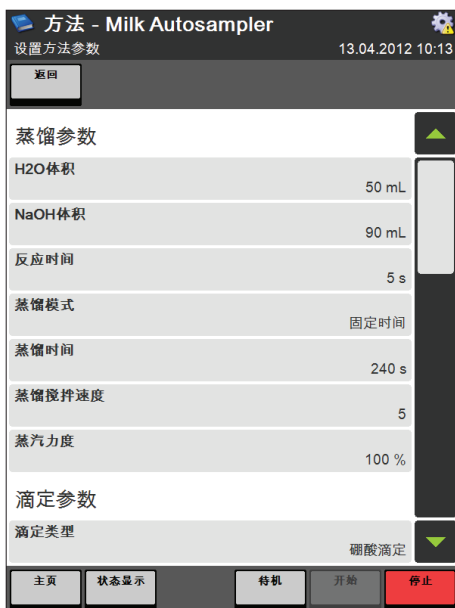 方法 - Milk Autosampler
设置方法参数 13.04.2012 10:13
返回
蒸馏参数
H2O体积
50 mL
NaOH体积
90 mL
反应时间
5 s
蒸馏模式
固定时间
蒸馏时间
240 s
蒸馏搅拌速度
5
蒸汽力度
100 %
滴定参数
滴定类型
硼酸滴定
主页 状态显示 待机 开始 停止